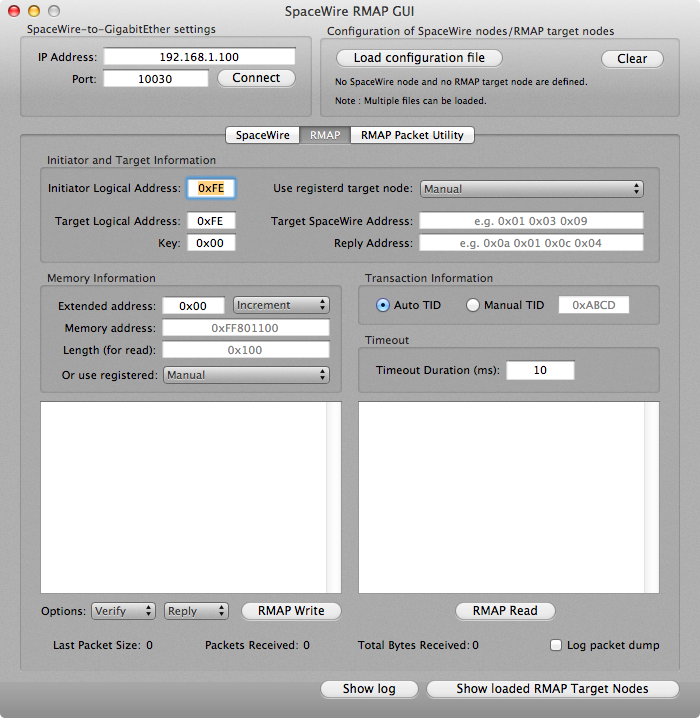 SpaceWire RMAP GUI
SpaceWire-to-GigabitEther settings
IP Address: 192.168.1.100
Port: 10030 Connect
Configuration of SpaceWire nodes/RMAP target nodes
Load configuration file Clear
No SpaceWire node and no RMAP target node are defined.
Note : Multiple files can be loaded.
SpaceWire RMAP RMAP Packet Utility
Initiator and Target Information
Initiator Logical Address: 0xFE Use registerd target node: Manual
Target Logical Address: 0xFE Target SpaceWire Address: e.g. 0x01 0x03 0x09
Key: 0x00 Reply Address: e.g. 0x0a 0x01 0x0c 0x04
Memory Information
Extended address: 0x00 Increment
Memory address: 0xFF801100
Length (for read): 0x100
Or use registered: Manual
Transaction Information
Auto TID Manual TID 0xABCD
Timeout
Timeout Duration (ms): 10
Options: Verify Reply RMAP Write RMAP Read
Last Packet Size: 0 Packets Received: 0 Total Bytes Received: 0 Log packet dump
Show log Show loaded RMAP Target Nodes